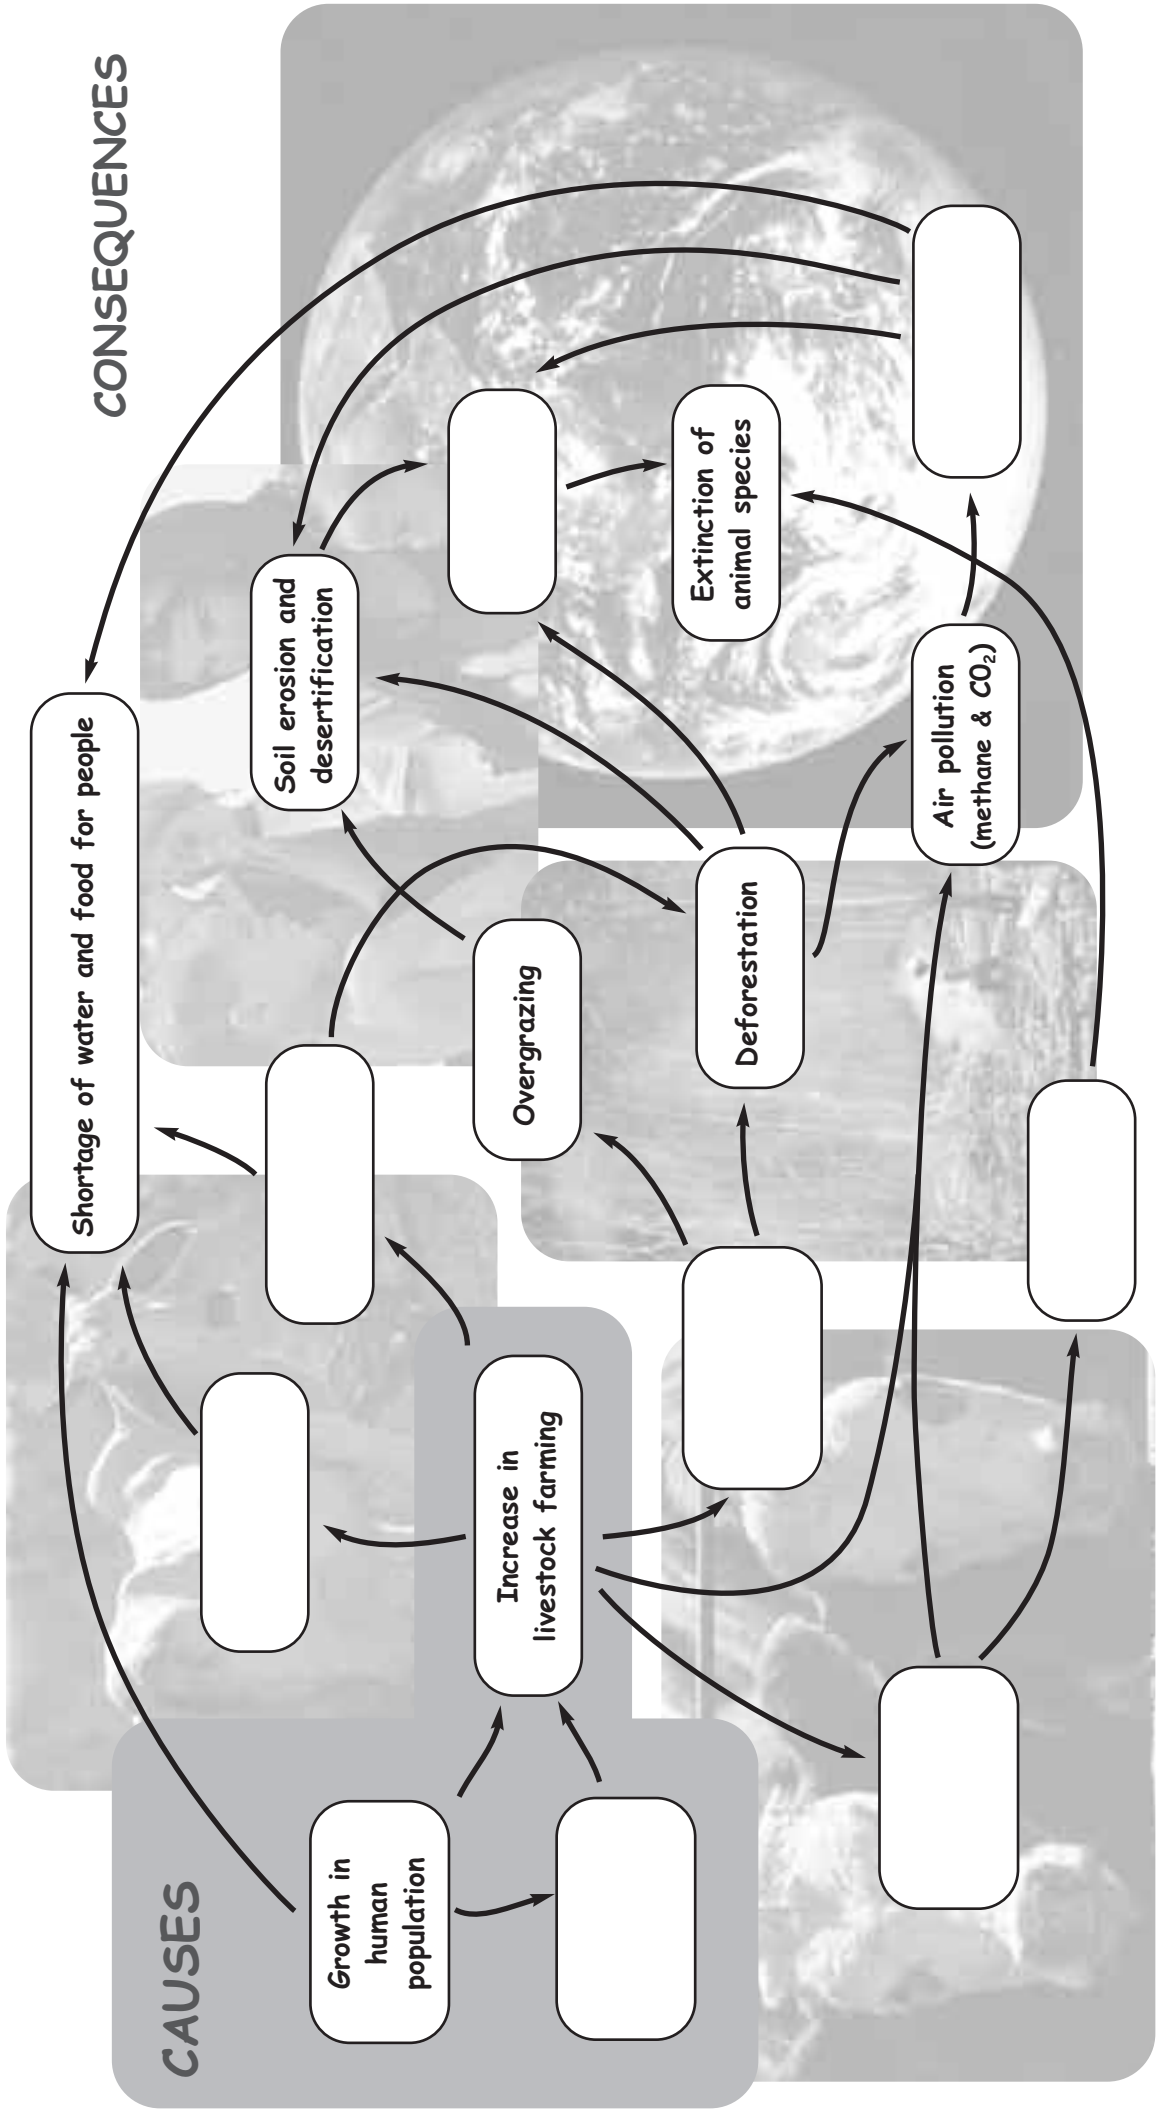 CAUSES
CONSEQUENCES
Growth in
human
population
Increase in
livestock farming
Shortage of water and food for people
Overgrazing
Deforestation
Soil erosion and
desertification
Extinction of
animal species
Air pollution
(methane & CO₂)